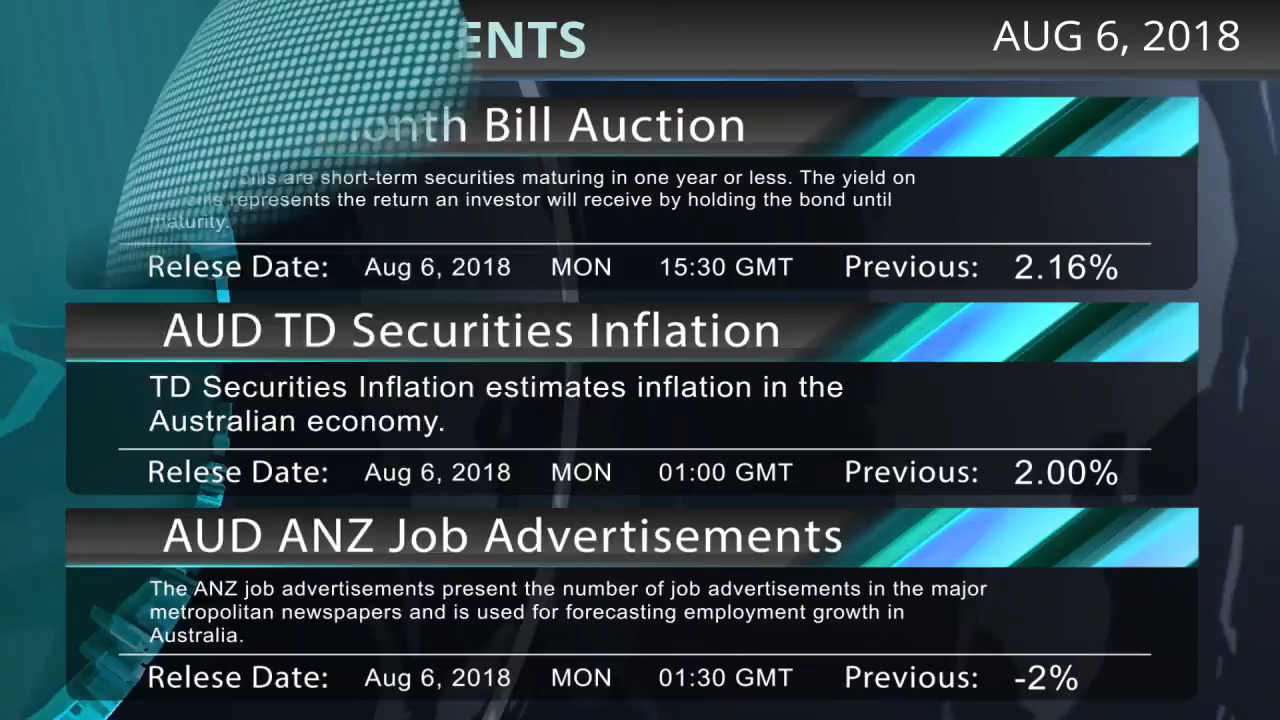 ENTS
AUG 6, 2018
onth Bill Auction
are short-term securities maturing in one year or less. The yield on
represents the return an investor will receive by holding the bond until
maturity.
Relese Date: Aug 6, 2018 MON 15:30 GMT Previous: 2.16%
AUD TD Securities Inflation
TD Securities Inflation estimates inflation in the
Australian economy.
Relese Date: Aug 6, 2018 MON 01:00 GMT Previous: 2.00%
AUD ANZ Job Advertisements
The ANZ job advertisements present the number of job advertisements in the major
metropolitan newspapers and is used for forecasting employment growth in
Australia.
Relese Date: Aug 6, 2018 MON 01:30 GMT Previous: -2%